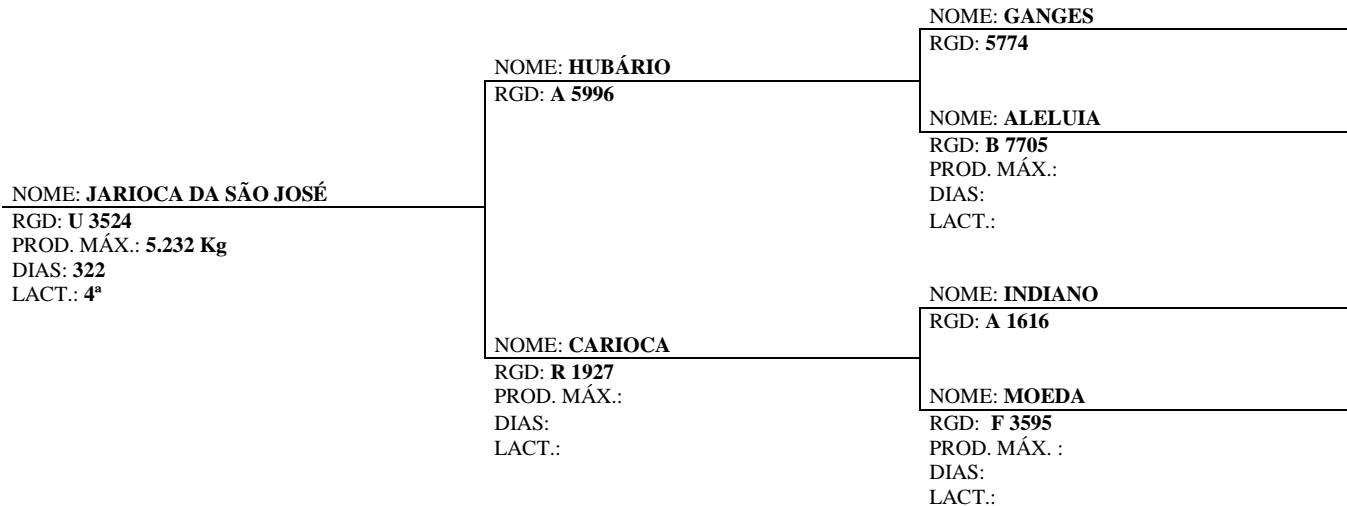 NOME: GANGES
RGD: 5774
NOME: HUBÁRIO
RGD: A 5996
NOME: ALELUIA
RGD: B 7705
PROD. MÁX.:
DIAS:
LACT.:
NOME: JARIOCA DA SÃO JOSÉ
RGD: U 3524
PROD. MÁX.: 5.232 Kg
DIAS: 322
LACT.: 4ª
NOME: INDIANO
RGD: A 1616
NOME: CARIOCA
RGD: R 1927
PROD. MÁX.:
DIAS:
LACT.:
NOME: MOEDA
RGD: F 3595
PROD. MÁX. :
DIAS:
LACT.: